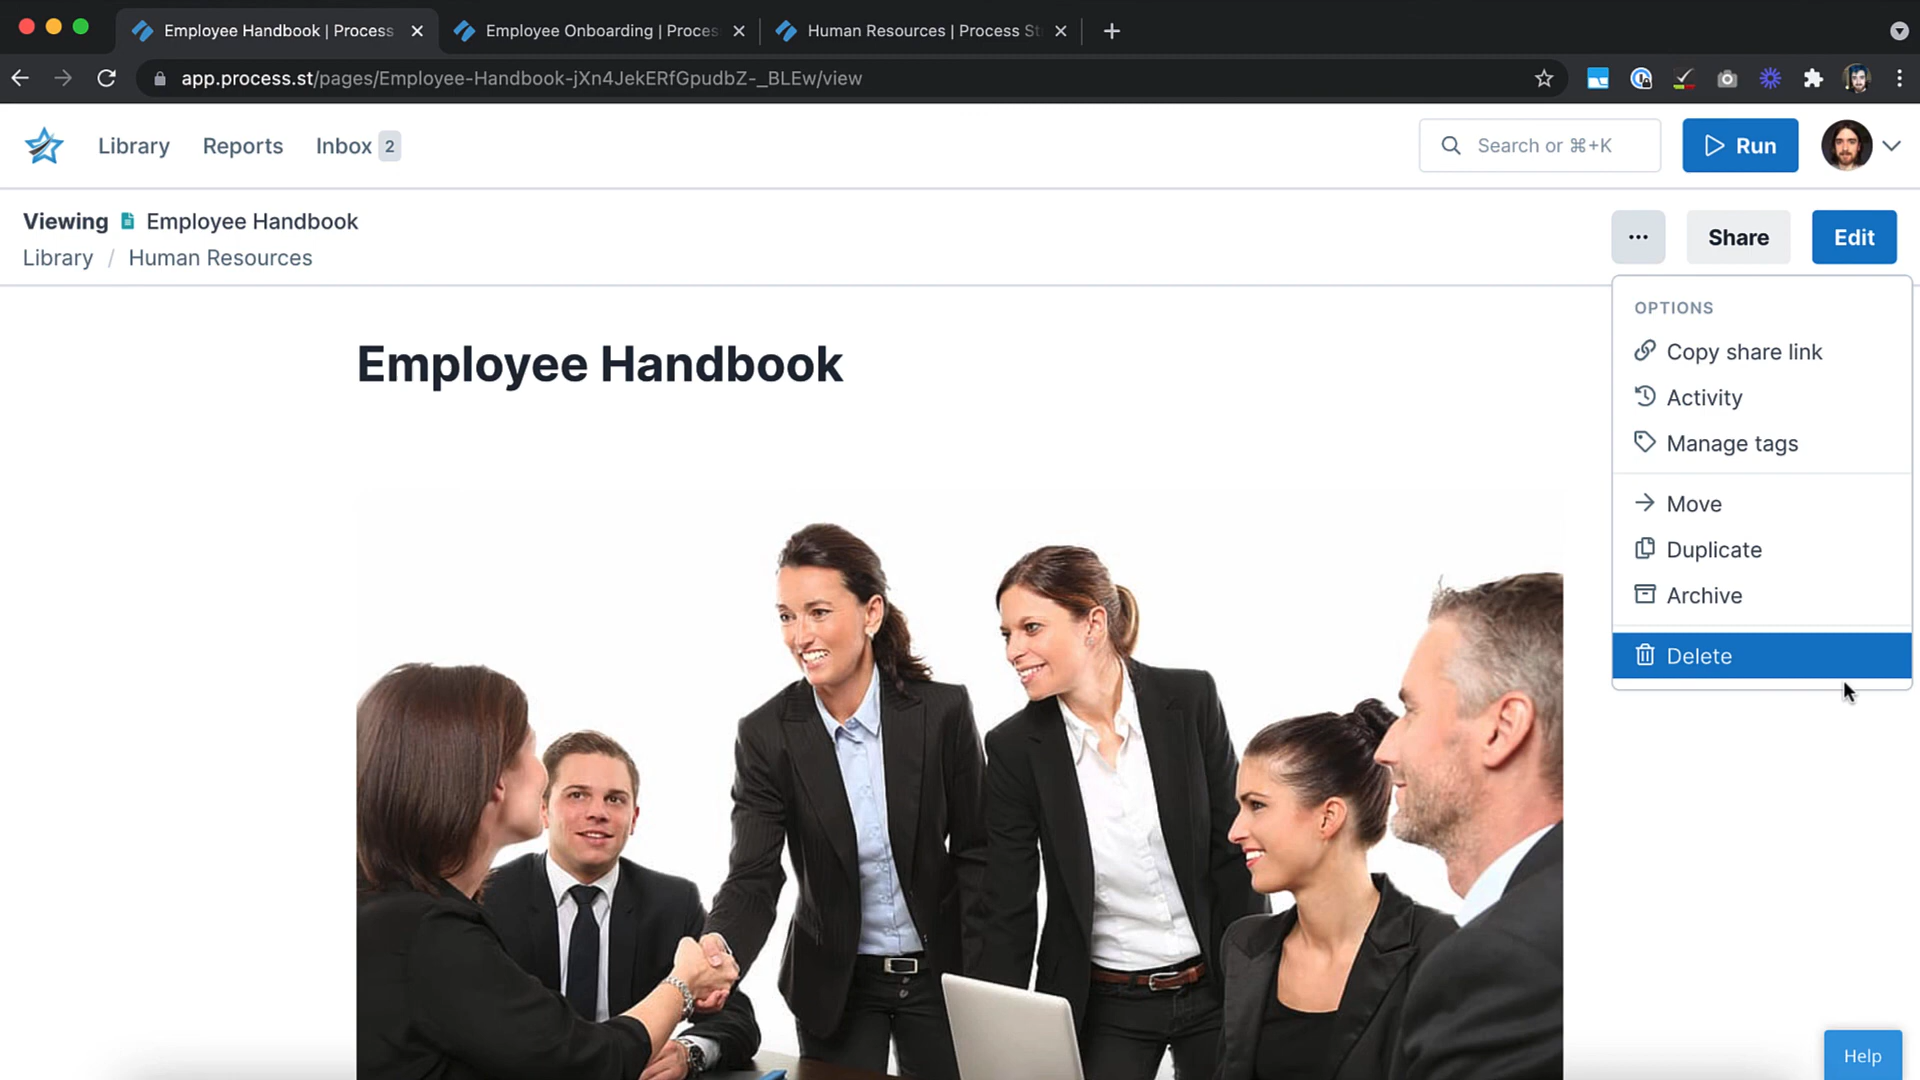 Employee Handbook | Process
Employee Onboarding | Proces
Human Resources | Process St
app.process.st/pages/Employee-Handbook-jXn4JekERfGpudbZ-_BLEw/view
Library
Reports
Inbox 2
Search or ⌘+K
Run
Viewing Employee Handbook
Library / Human Resources
...
Share
Edit
Employee Handbook
OPTIONS
Copy share link
Activity
Manage tags
Move
Duplicate
Archive
Delete
Help